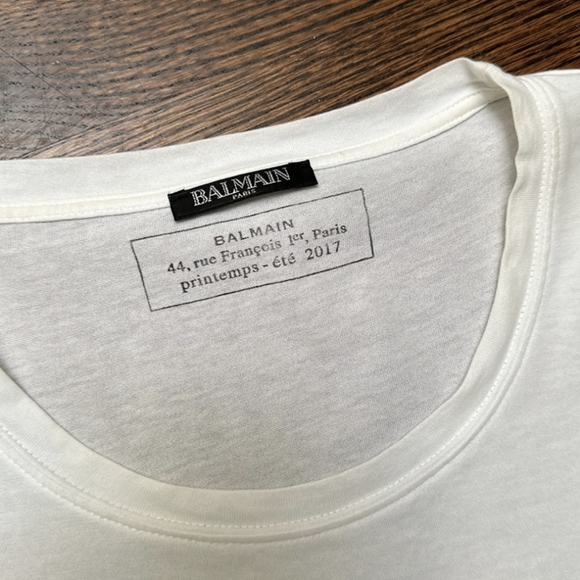 BALMAIN
PARIS
BALMAIN
44, rue François 1er, Paris
printemps - été 2017